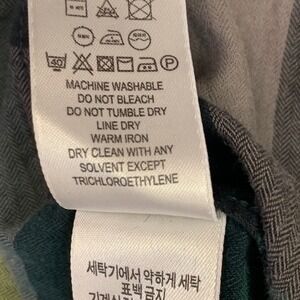 40
P
MACHINE WASHABLE
DO NOT BLEACH
DO NOT TUMBLE DRY
LINE DRY
WARM IRON
DRY CLEAN WITH ANY
SOLVENT EXCEPT
TRICHLOROETHYLENE
세탁기에서 약하게 세탁
표백 금지